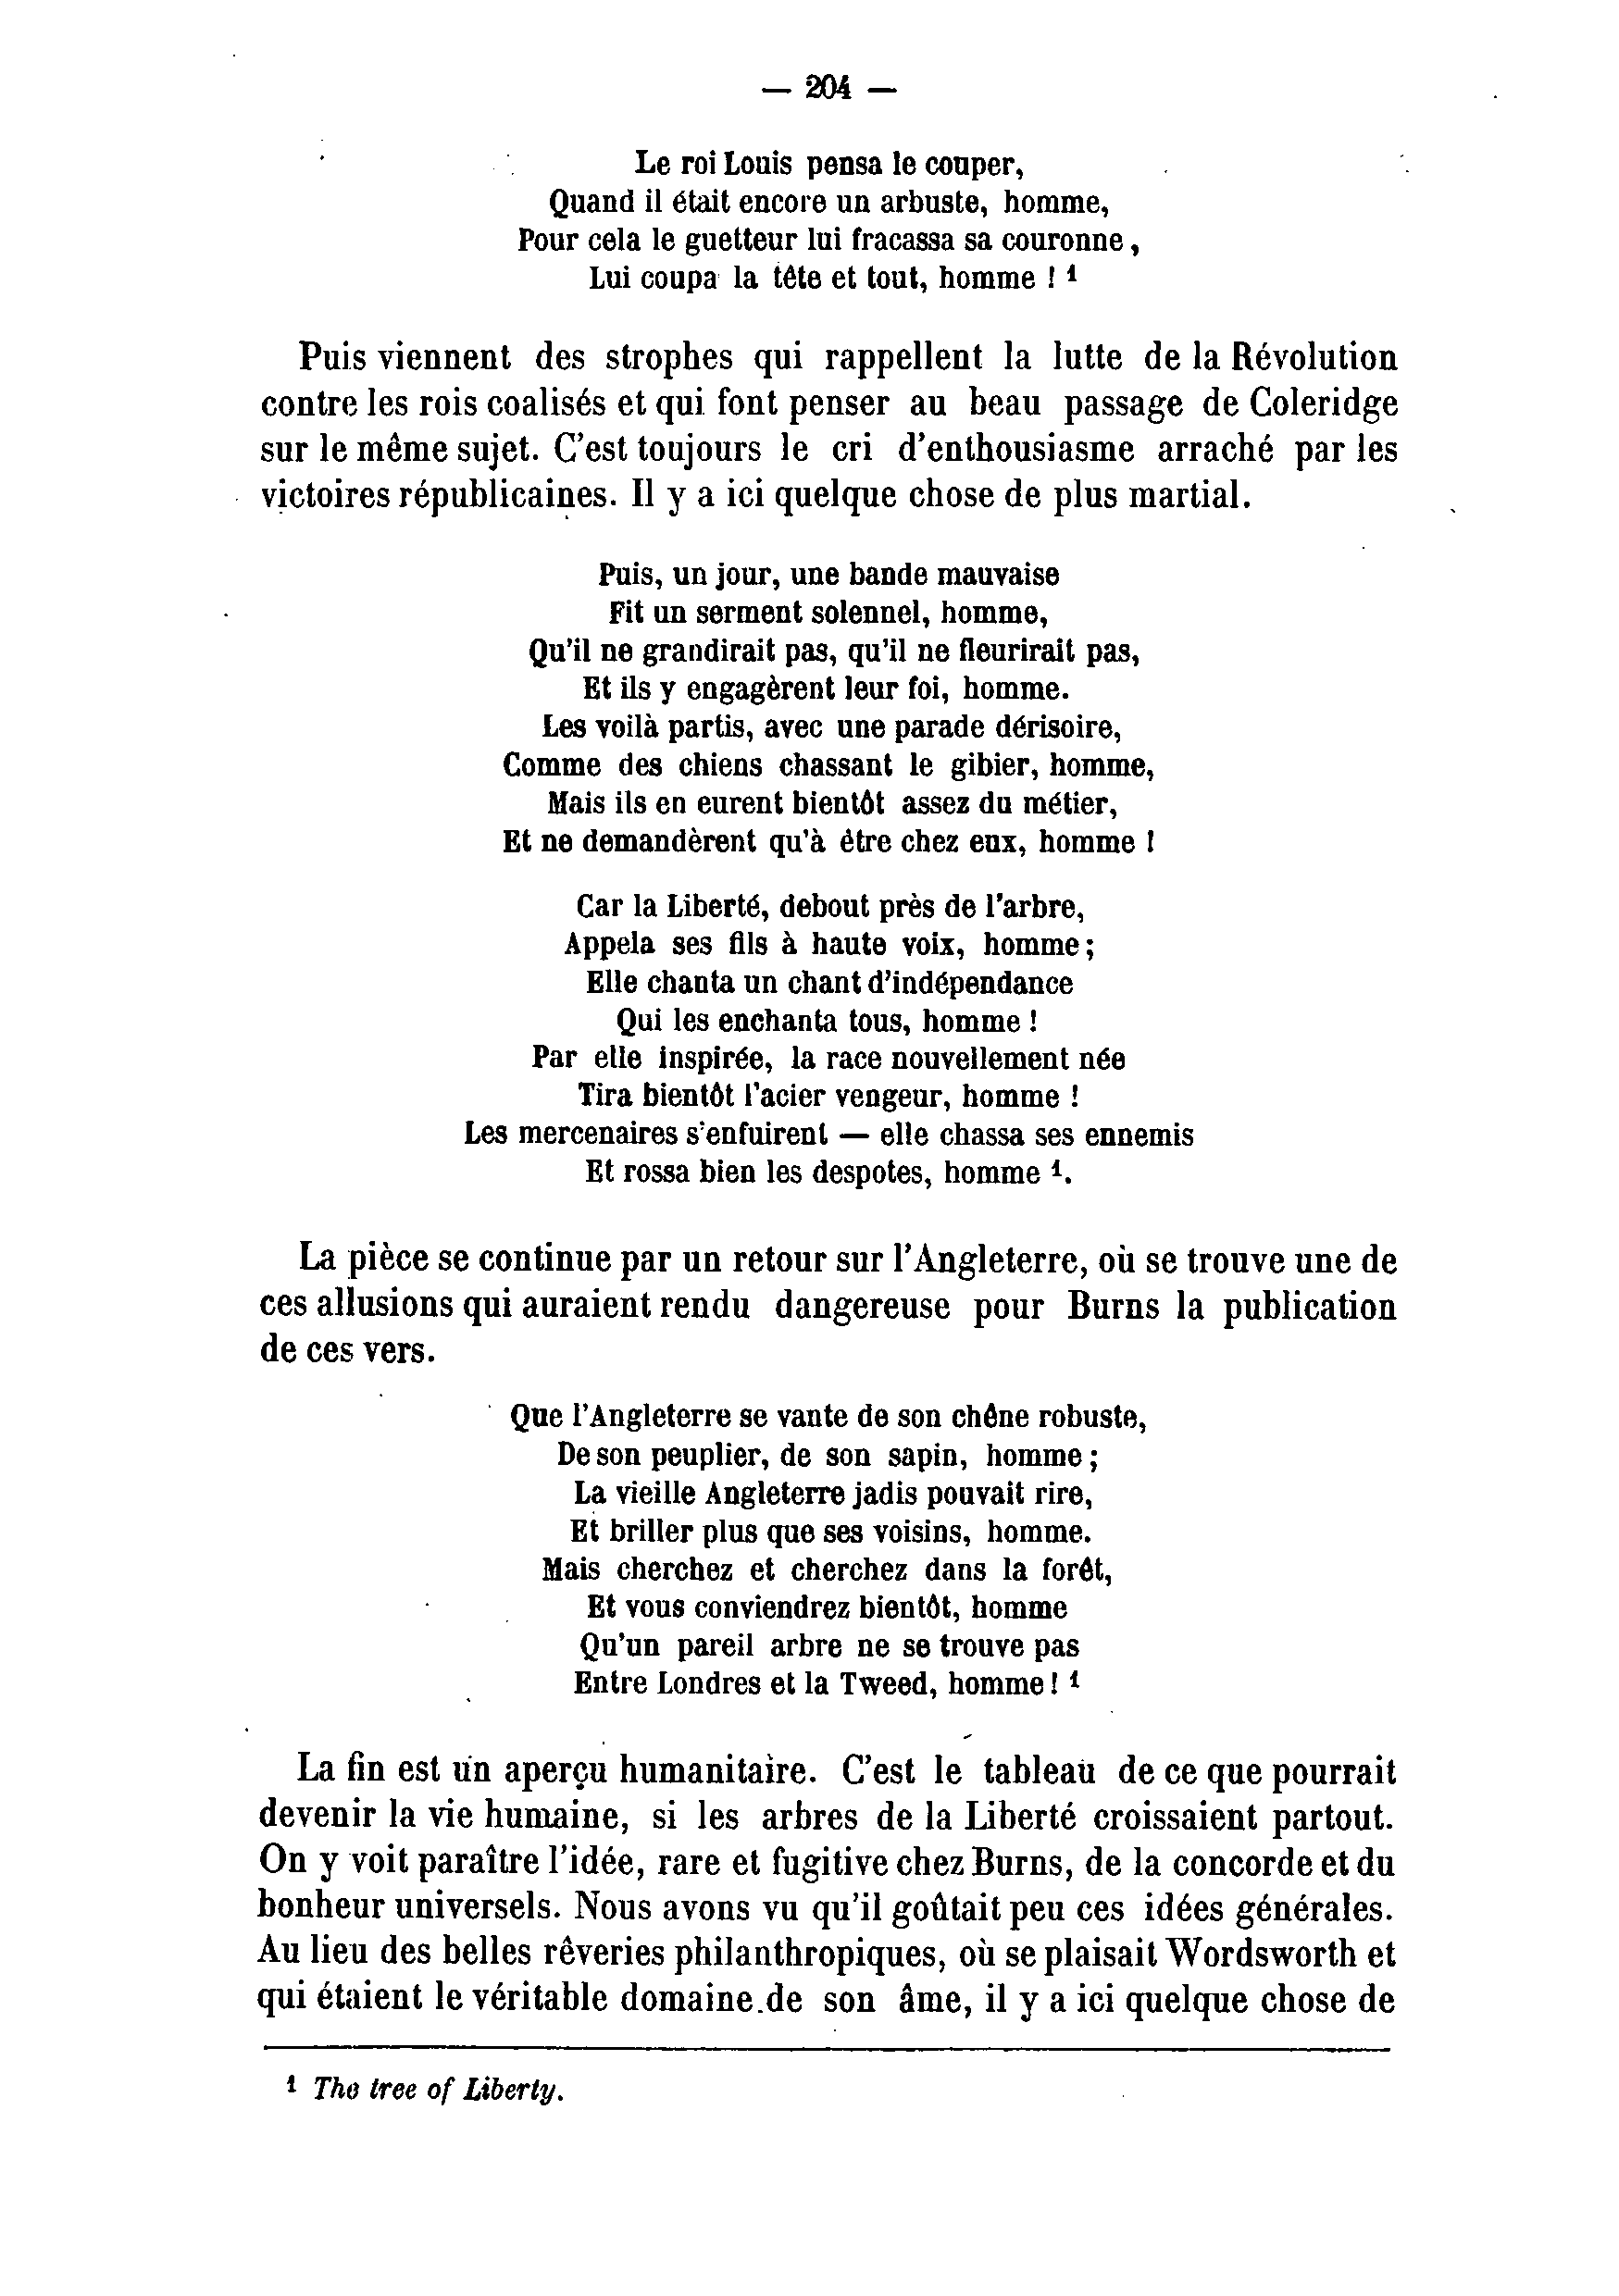 — 204 —
Le roi Louis pensa le couper,
Quand il était encore un arbuste, homme,
Pour cela le guetteur lui fracassa sa couronne,
Lui coupa la tête et tout, homme ! 1
Puis viennent des strophes qui rappellent la lutte de la Révolution
contre les rois coalisés et qui font penser au beau passage de Coleridge
sur le même sujet. C'est toujours le cri d'enthousiasme arraché par les
victoires républicaines. Il y a ici quelque chose de plus martial.
Puis, un jour, une bande mauvaise
Fit un serment solennel, homme,
Qu'il ne grandirait pas, qu'il ne fleurirait pas,
Et ils y engagèrent leur foi, homme.
Les voilà partis, avec une parade dérisoire,
Comme des chiens chassant le gibier, homme,
Mais ils en eurent bientôt assez du métier,
Et ne demandèrent qu'à être chez eux, homme !
Car la Liberté, debout près de l'arbre,
Appela ses fils à haute voix, homme ;
Elle chanta un chant d'indépendance
Qui les enchanta tous, homme !
Par elle inspirée, la race nouvellement née
Tira bientôt l'acier vengeur, homme !
Les mercenaires s'enfuirent — elle chassa ses ennemis
Et rossa bien les despotes, homme 1.
La pièce se continue par un retour sur l'Angleterre, où se trouve une de
ces allusions qui auraient rendu dangereuse pour Burns la publication
de ces vers.
Que l'Angleterre se vante de son chêne robuste,
De son peuplier, de son sapin, homme ;
La vieille Angleterre jadis pouvait rire,
Et briller plus que ses voisins, homme.
Mais cherchez et cherchez dans la forêt,
Et vous conviendrez bientôt, homme
Qu'un pareil arbre ne se trouve pas
Entre Londres et la Tweed, homme ! 1
La fin est un aperçu humanitaire. C'est le tableau de ce que pourrait
devenir la vie humaine, si les arbres de la Liberté croissaient partout.
On y voit paraître l'idée, rare et fugitive chez Burns, de la concorde et du
bonheur universels. Nous avons vu qu'il goûtait peu ces idées générales.
Au lieu des belles rêveries philanthropiques, où se plaisait Wordsworth et
qui étaient le véritable domaine de son âme, il y a ici quelque chose de
1 The tree of Liberty.